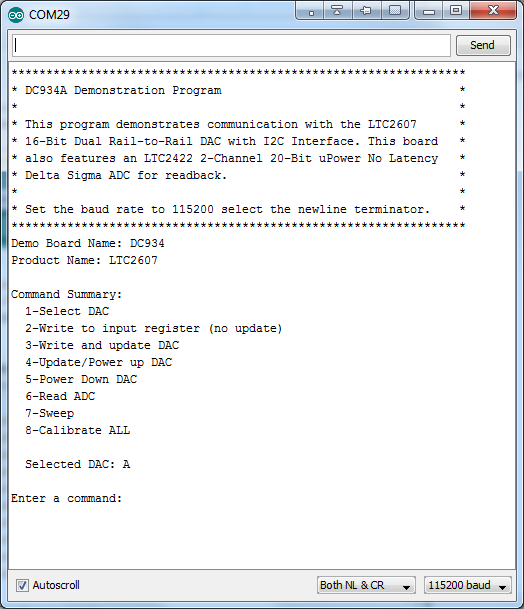 COM29
Send
*****************************************************************
* DC934A Demonstration Program                                  *
*                                                               *
* This program demonstrates communication with the LTC2607      *
* 16-Bit Dual Rail-to-Rail DAC with I2C Interface. This board   *
* also features an LTC2422 2-Channel 20-Bit uPower No Latency   *
* Delta Sigma ADC for readback.                                 *
*                                                               *
* Set the baud rate to 115200 select the newline terminator.    *
*****************************************************************
Demo Board Name: DC934
Product Name: LTC2607
Command Summary:
  1-Select DAC
  2-Write to input register (no update)
  3-Write and update DAC
  4-Update/Power up DAC
  5-Power Down DAC
  6-Read ADC
  7-Sweep
  8-Calibrate ALL
  Selected DAC: A
Enter a command:
Autoscroll
Both NL & CR
115200 baud